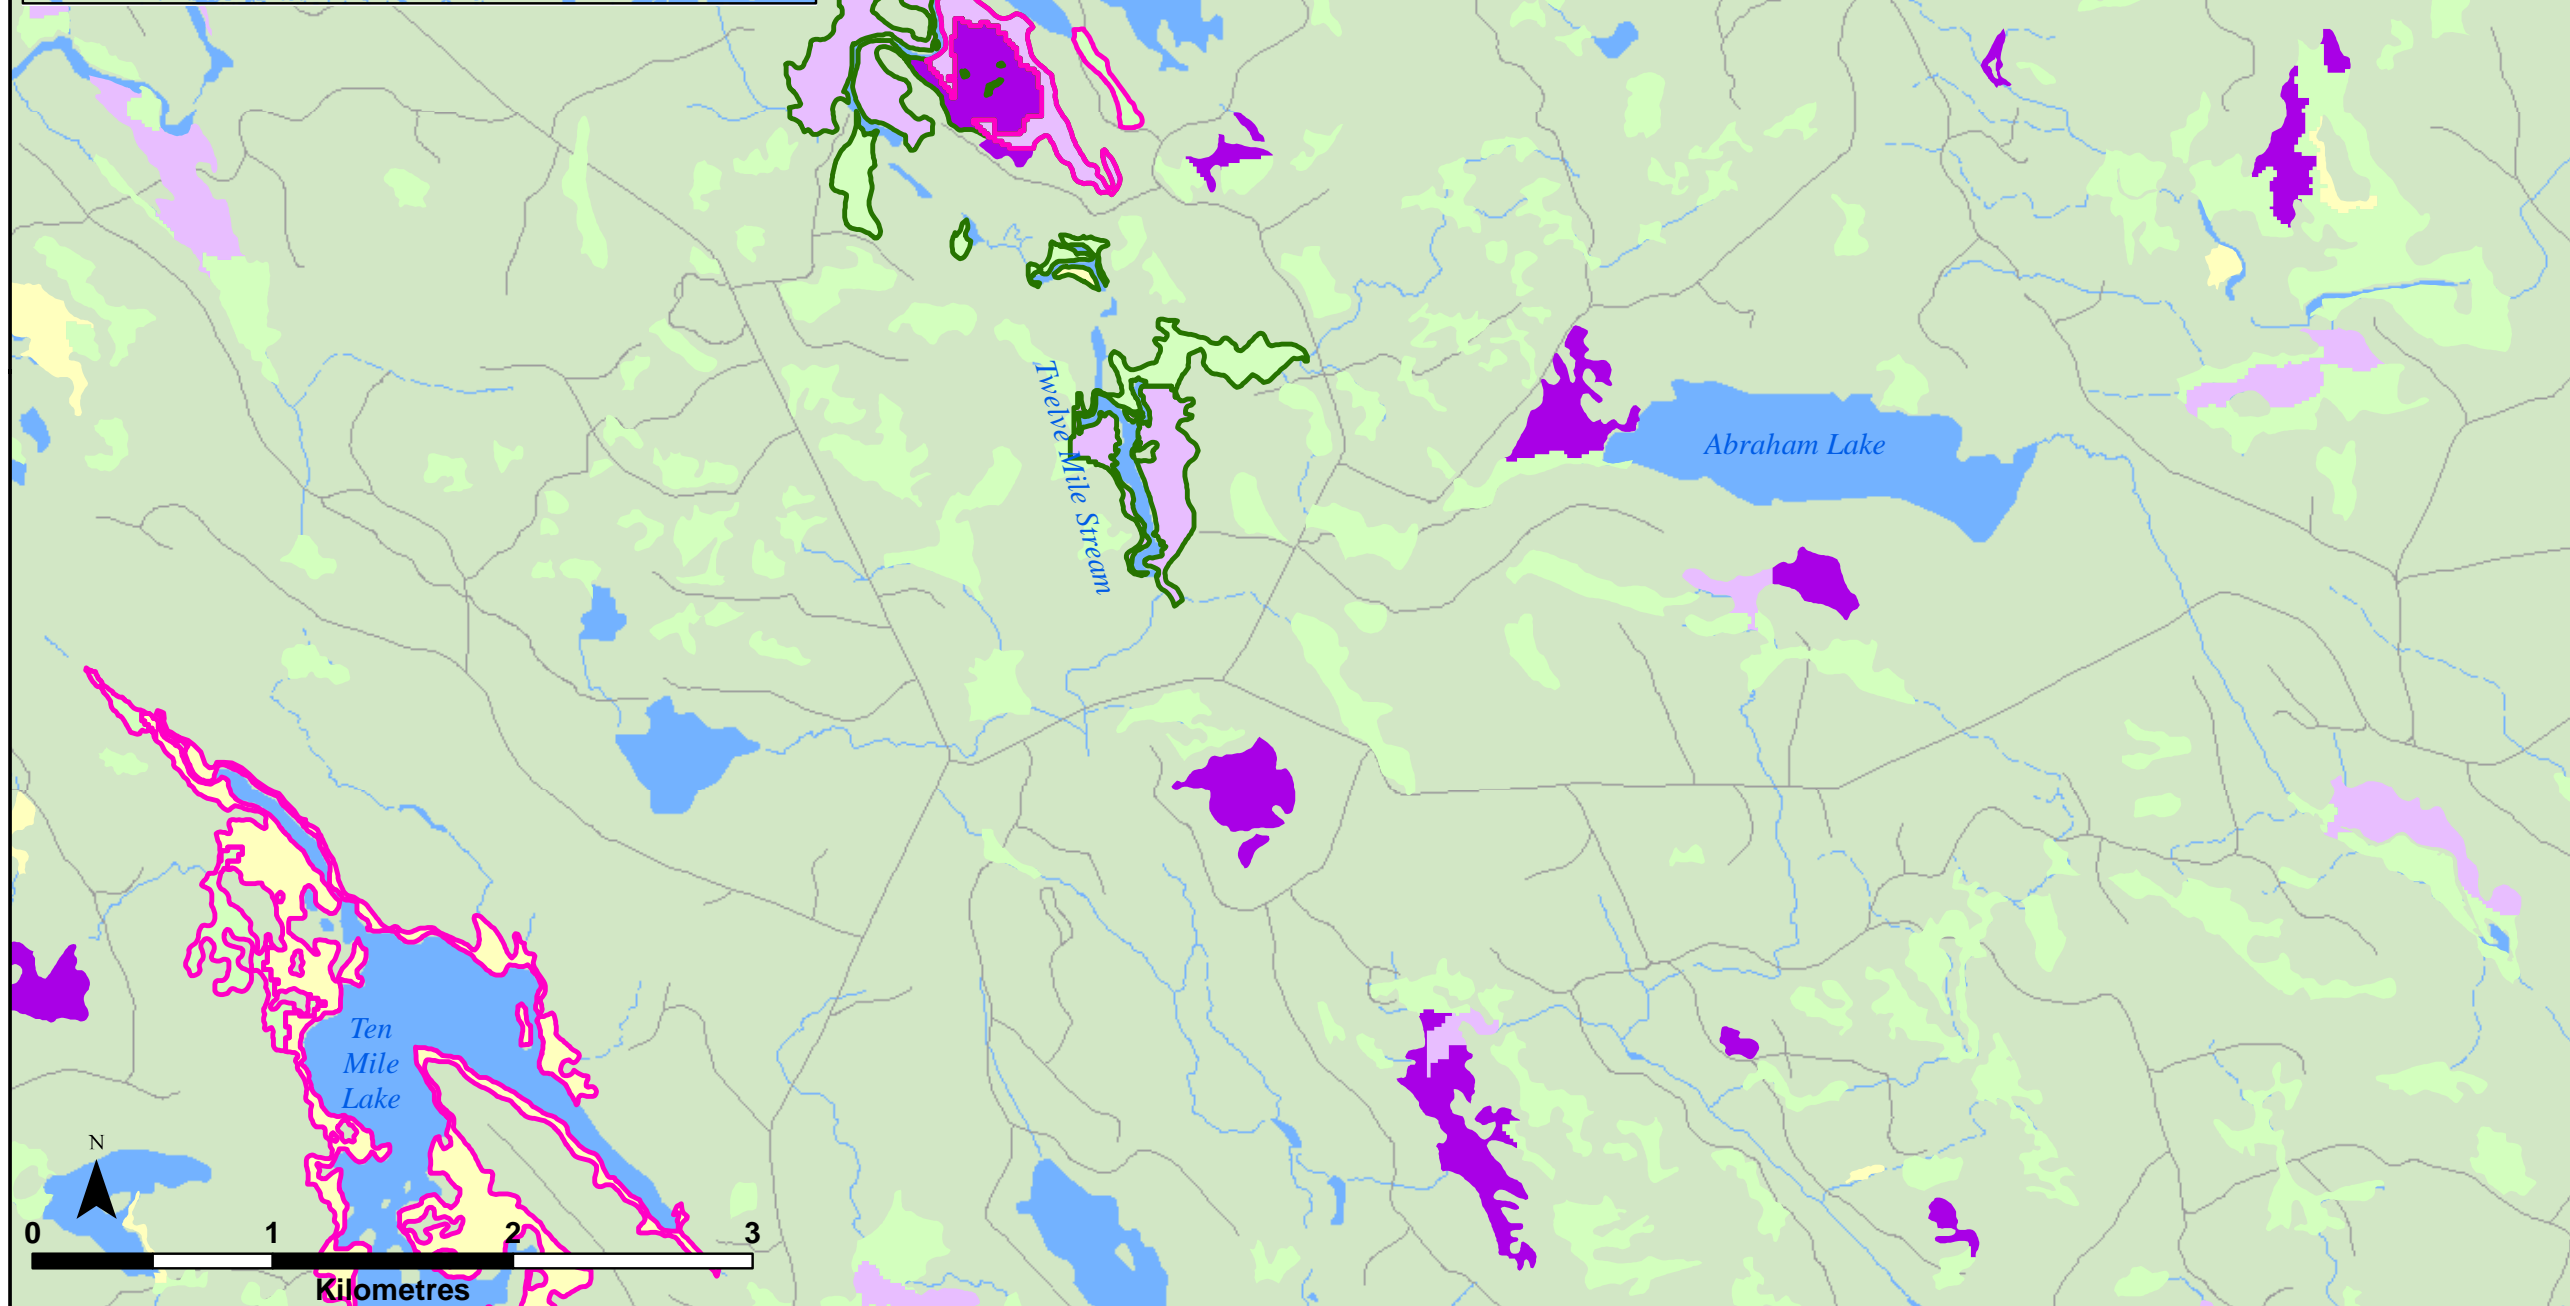 Twelve Mile Stream
Abraham Lake
Ten
Mile
Lake
N
0 1 2 3
Kilometres